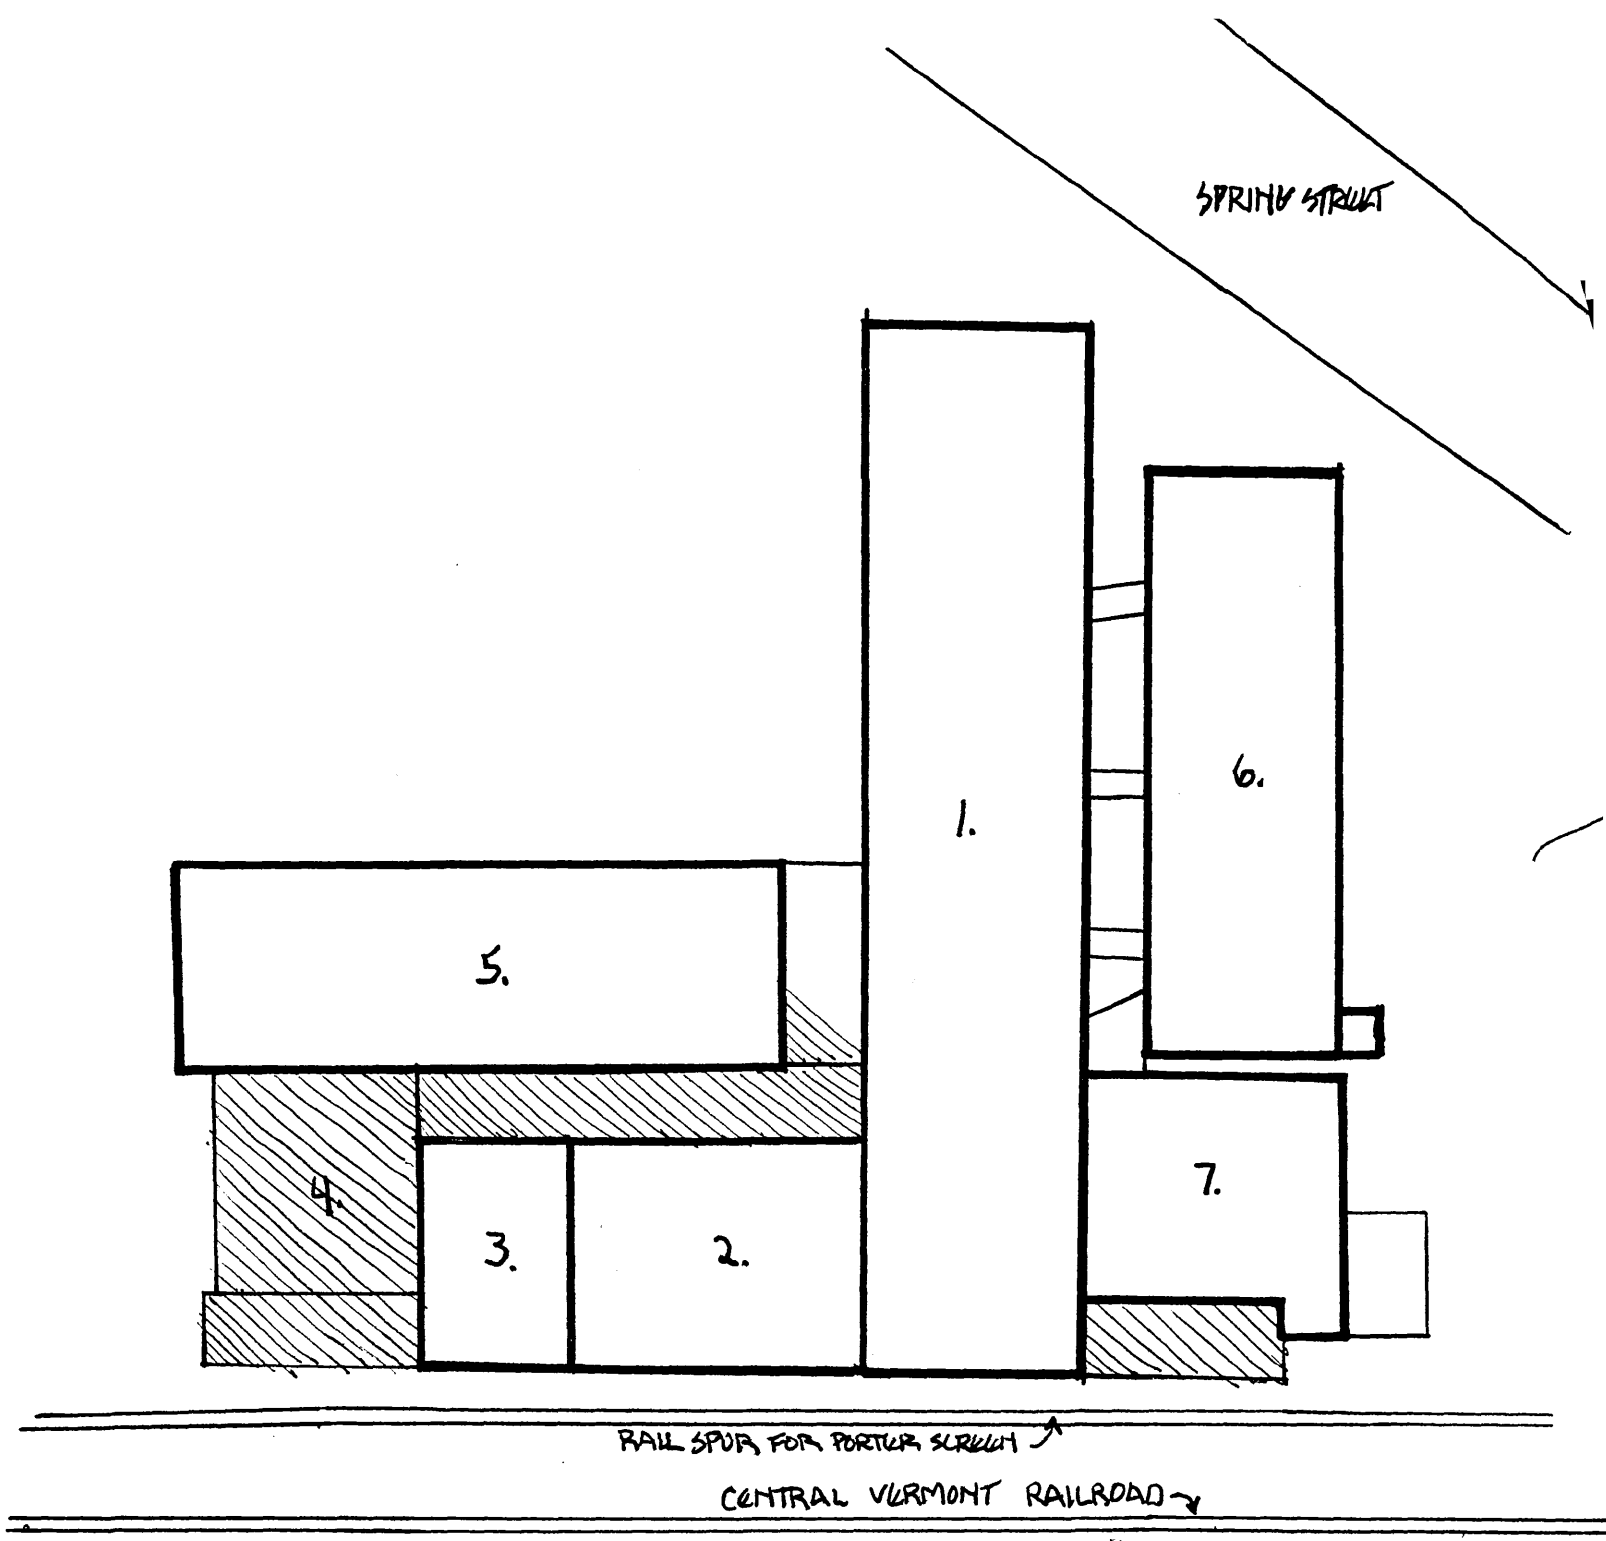 SPRING STREET
6.
1.
5.
7.
4.
3.
2.
RAIL SPUR FOR PORTER SCREEN
CENTRAL VERMONT RAILROAD